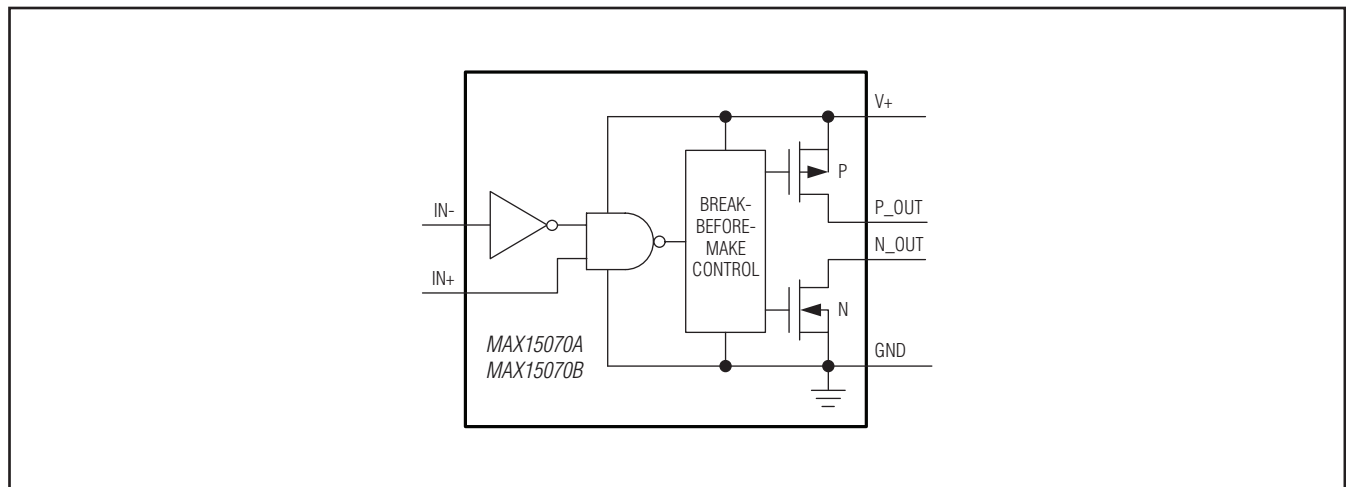 V+
P
P_OUT
IN-
BREAK-
BEFORE-
MAKE
CONTROL
N_OUT
IN+
N
MAX15070A
MAX15070B
GND